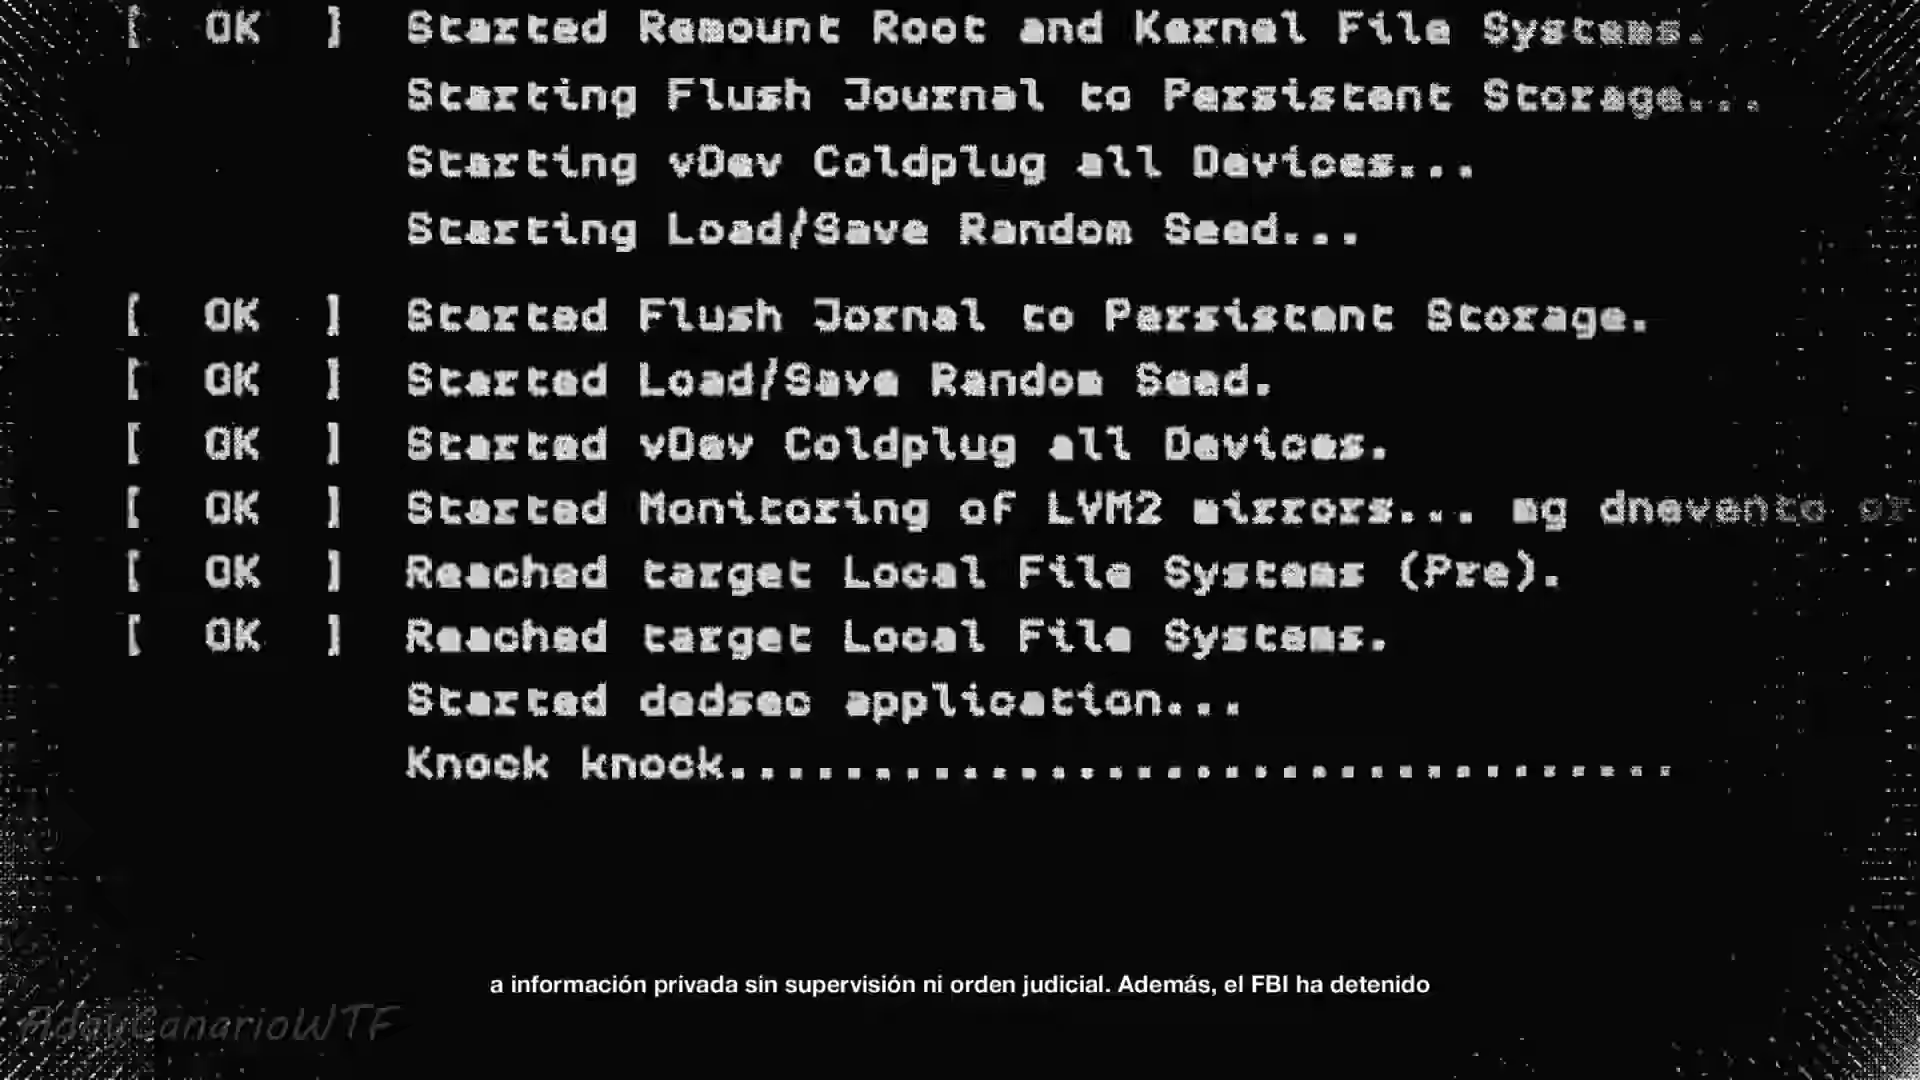 [ OK ] Started Remount Root and Kernel File Systems.
Starting Flush Journal to Persistent Storage...
Starting vDev Coldplug all Devices...
Starting Load/Save Random Seed...
[ OK ] Started Flush Jornal to Persistent Storage.
[ OK ] Started Load/Save Random Seed.
[ OK ] Started vDev Coldplug all Devices.
[ OK ] Started Monitoring of LVM2 mirrors... mg dnevento or
[ OK ] Reached target Local File Systems (Pre).
[ OK ] Reached target Local File Systems.
Started dedsec application...
Knock knock.................................
a información privada sin supervisión ni orden judicial. Además, el FBI ha detenido
AdayCanarioWTF